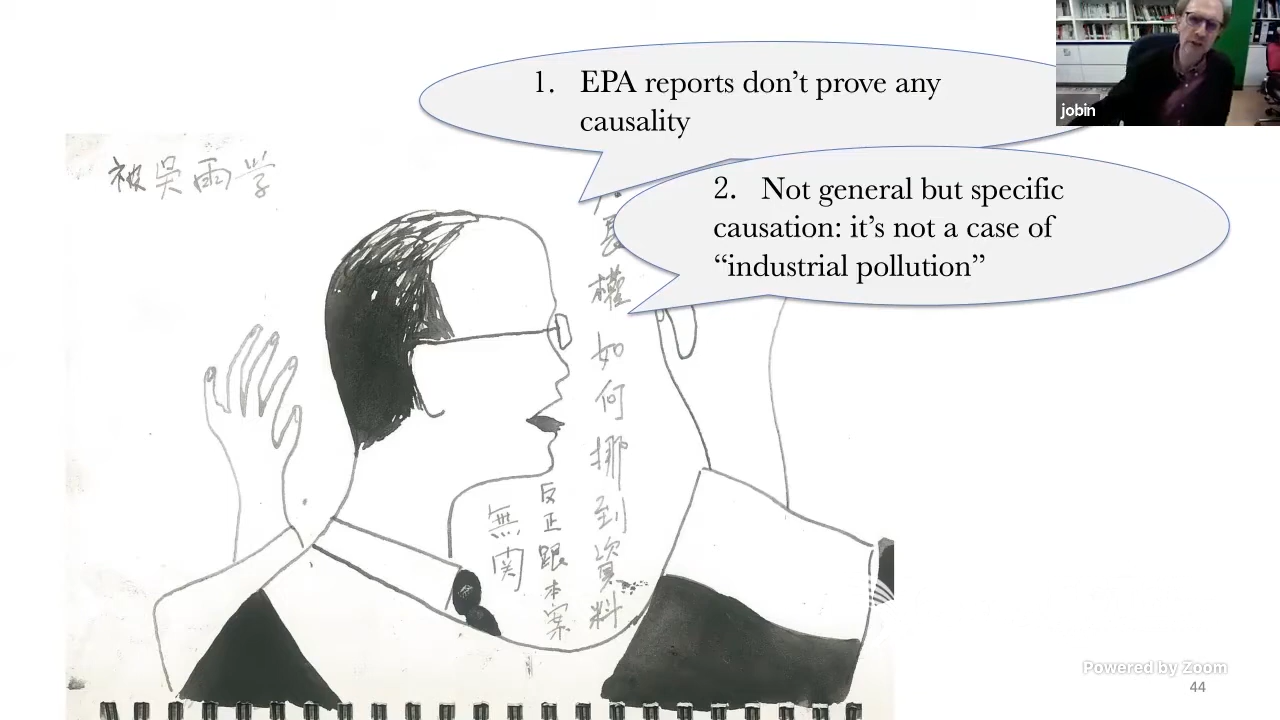 1. EPA reports don’t prove any
causality
2. Not general but specific
causation: it’s not a case of
“industrial pollution”
jobin
被吳雨学
權如何挪到資料
反正跟本案
無関
Powered by Zoom
44